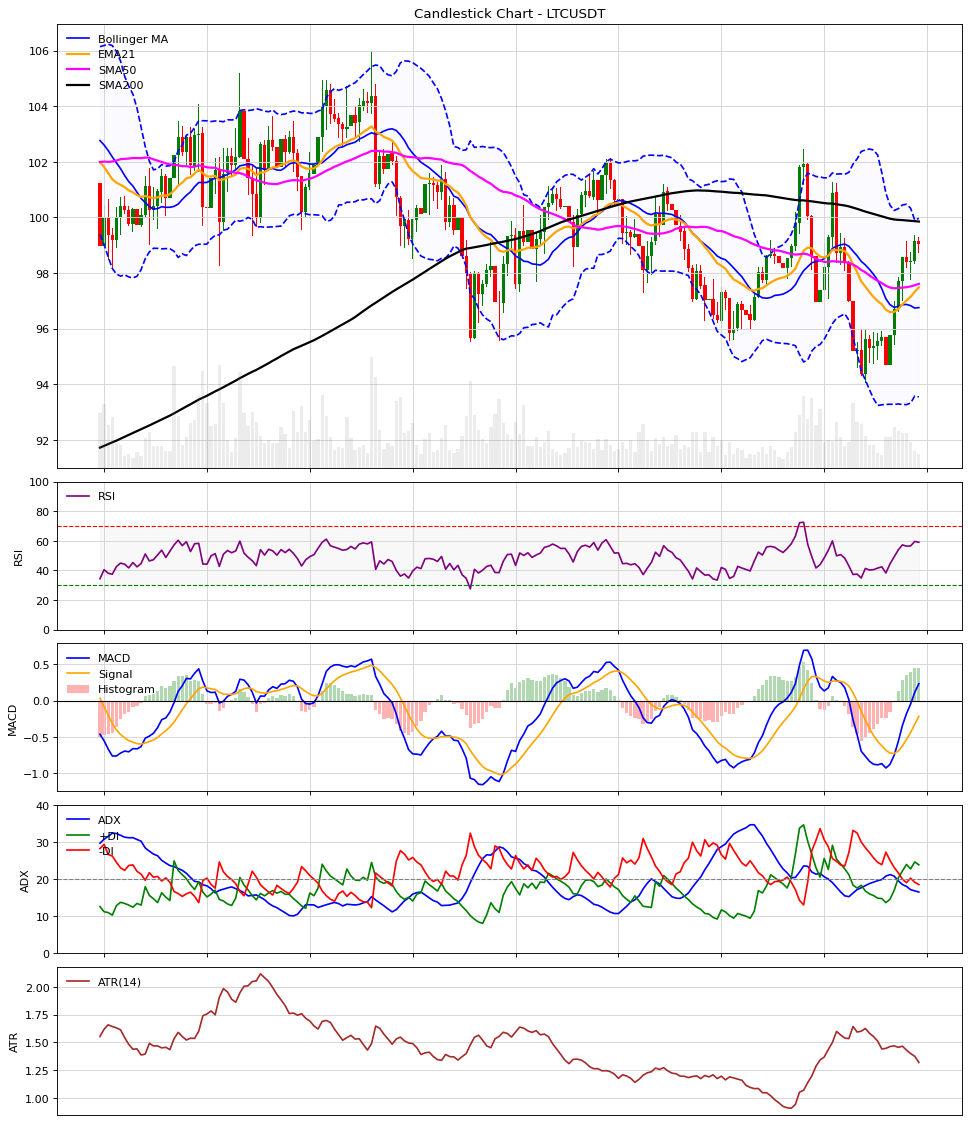 Candlestick Chart - LTCUSDT
Bollinger MA
EMA21
SMA50
SMA200
106
104
102
100
98
96
94
92
RSI
100
80
60
40
20
0
RSI
MACD
Signal
Histogram
0.5
0.0
−0.5
−1.0
MACD
ADX
+DI
-DI
40
30
20
10
0
ADX
ATR(14)
2.00
1.75
1.50
1.25
1.00
ATR